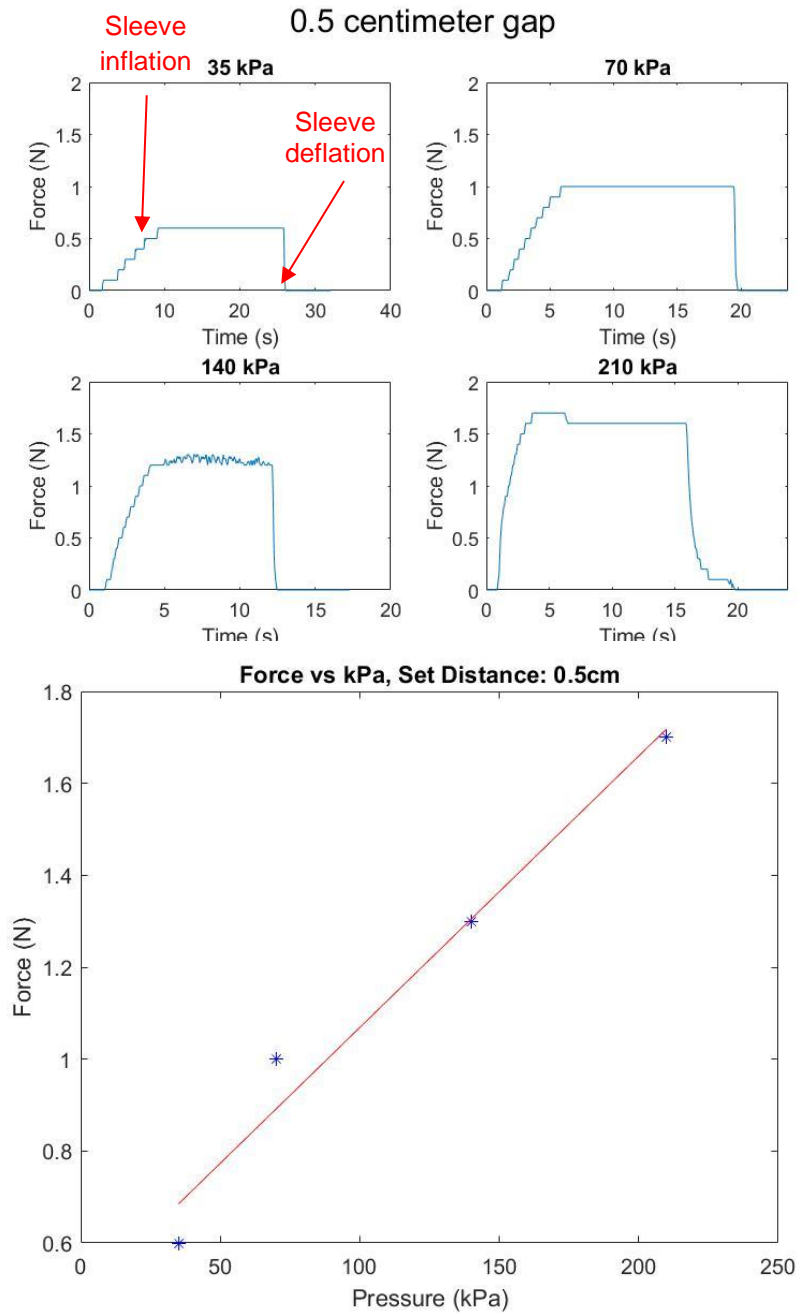 0.5 centimeter gap
Sleeve
inflation
Sleeve
deflation
35 kPa
2
1.5
1
0.5
0
Force (N)
0 10 20 30 40
Time (s)
70 kPa
2
1.5
1
0.5
0
Force (N)
0 5 10 15 20
Time (s)
140 kPa
2
1.5
1
0.5
0
Force (N)
0 5 10 15 20
Time (s)
210 kPa
2
1.5
1
0.5
0
Force (N)
0 5 10 15 20
Time (s)
Force vs kPa, Set Distance: 0.5cm
1.8
1.6
1.4
1.2
1
0.8
0.6
Force (N)
0 50 100 150 200 250
Pressure (kPa)